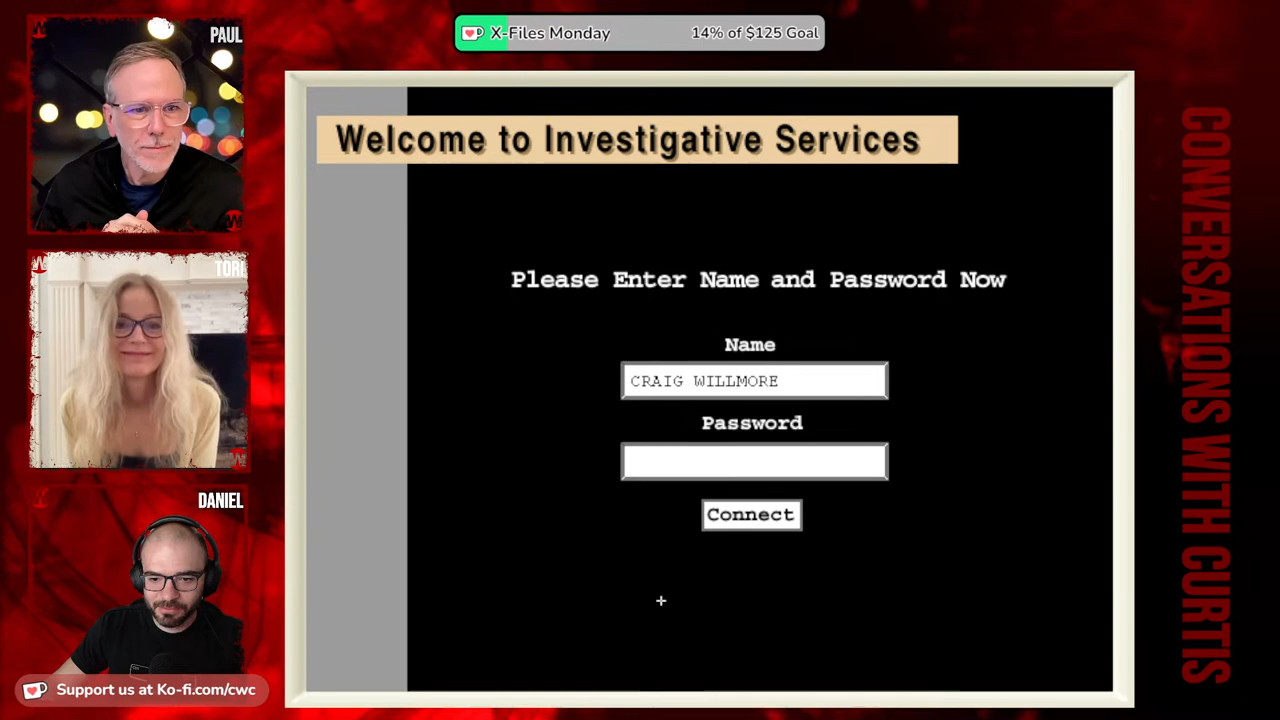 PAUL
X-Files Monday
14% of $125 Goal
Welcome to Investigative Services
Please Enter Name and Password Now
Name
CRAIG WILLMORE
Password
Connect
TORI
DANIEL
Support us at Ko-fi.com/cwc
CONVERSATIONS WITH CURTIS